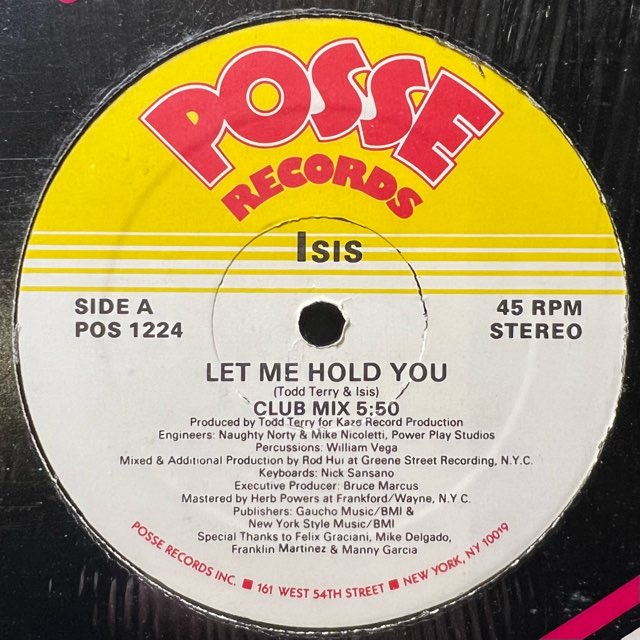 POSSE
RECORDS
ISIS
SIDE A
POS 1224
45 RPM
STEREO
LET ME HOLD YOU
(Todd Terry & Isis)
CLUB MIX 5:50
Produced by Todd Terry for Kazo Record Production
Engineers: Naughty Norty & Mike Nicoletti, Power Play Studios
Percussions: William Vega
Mixed & Additional Production by Rod Hui at Greene Street Recording, N.Y.C.
Keyboards: Nick Sansano
Executive Producer: Bruce Marcus
Mastered by Herb Powers at Frankford/Wayne, N.Y.C.
Publishers: Gaucho Music/BMI &
New York Style Music/BMI
Special Thanks to Felix Graciani, Mike Delgado,
Franklin Martinez & Manny Garcia
POSSE RECORDS INC. ■ 161 WEST 54TH STREET ■ NEW YORK, NY 10019